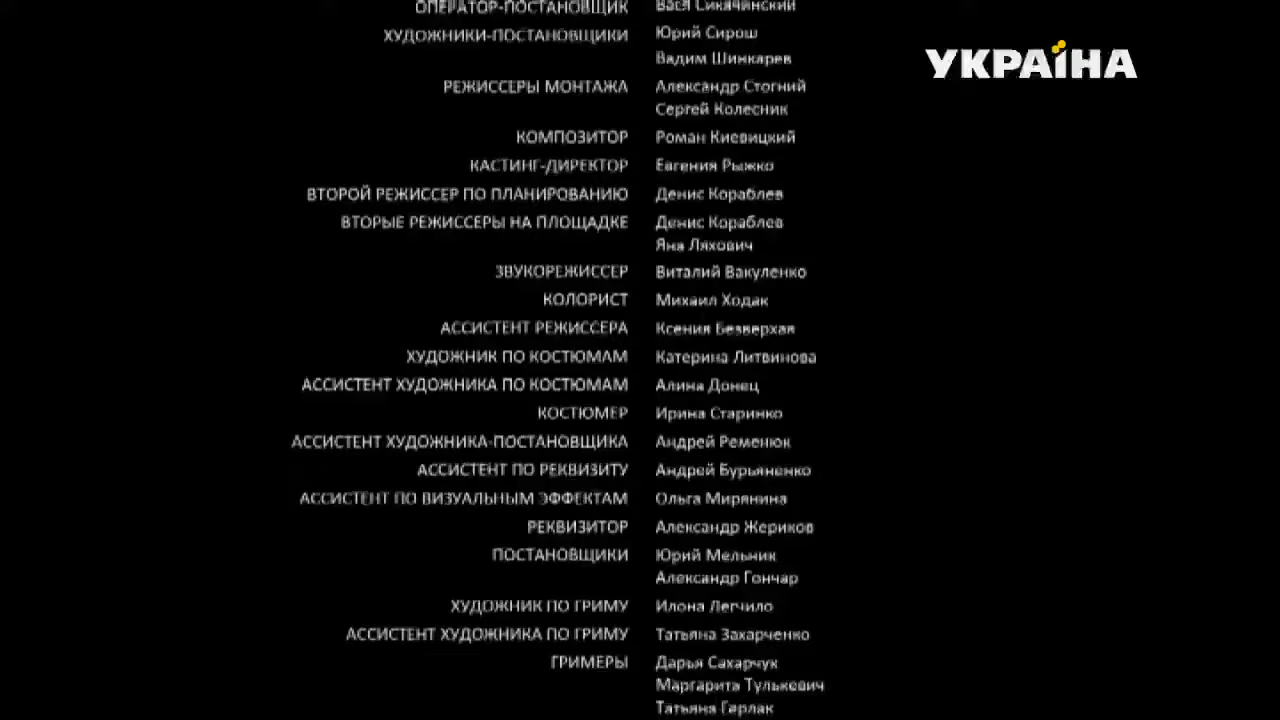 ОПЕРАТОР-ПОСТАНОВЩИК Вася Сикачинский
ХУДОЖНИКИ-ПОСТАНОВЩИКИ Юрий Сирош
Вадим Шинкарев
УКРАЇНА
РЕЖИССЕРЫ МОНТАЖА Александр Стогний
Сергей Колесник
КОМПОЗИТОР Роман Киевицкий
КАСТИНГ-ДИРЕКТОР Евгения Рыжко
ВТОРОЙ РЕЖИССЕР ПО ПЛАНИРОВАНИЮ Денис Кораблев
ВТОРЫЕ РЕЖИССЕРЫ НА ПЛОЩАДКЕ Денис Кораблев
Яна Ляхович
ЗВУКОРЕЖИССЕР Виталий Вакуленко
КОЛОРИСТ Михаил Ходак
АССИСТЕНТ РЕЖИССЕРА Ксения Безверхая
ХУДОЖНИК ПО КОСТЮМАМ Катерина Литвинова
АССИСТЕНТ ХУДОЖНИКА ПО КОСТЮМАМ Алина Донец
КОСТЮМЕР Ирина Старинко
АССИСТЕНТ ХУДОЖНИКА-ПОСТАНОВЩИКА Андрей Ременюк
АССИСТЕНТ ПО РЕКВИЗИТУ Андрей Бурьяненко
АССИСТЕНТ ПО ВИЗУАЛЬНЫМ ЭФФЕКТАМ Ольга Мирянина
РЕКВИЗИТОР Александр Жериков
ПОСТАНОВЩИКИ Юрий Мельник
Александр Гончар
ХУДОЖНИК ПО ГРИМУ Илона Легчило
АССИСТЕНТ ХУДОЖНИКА ПО ГРИМУ Татьяна Захарченко
ГРИМЕРЫ Дарья Сахарчук
Маргарита Тулькевич
Татьяна Гарлак